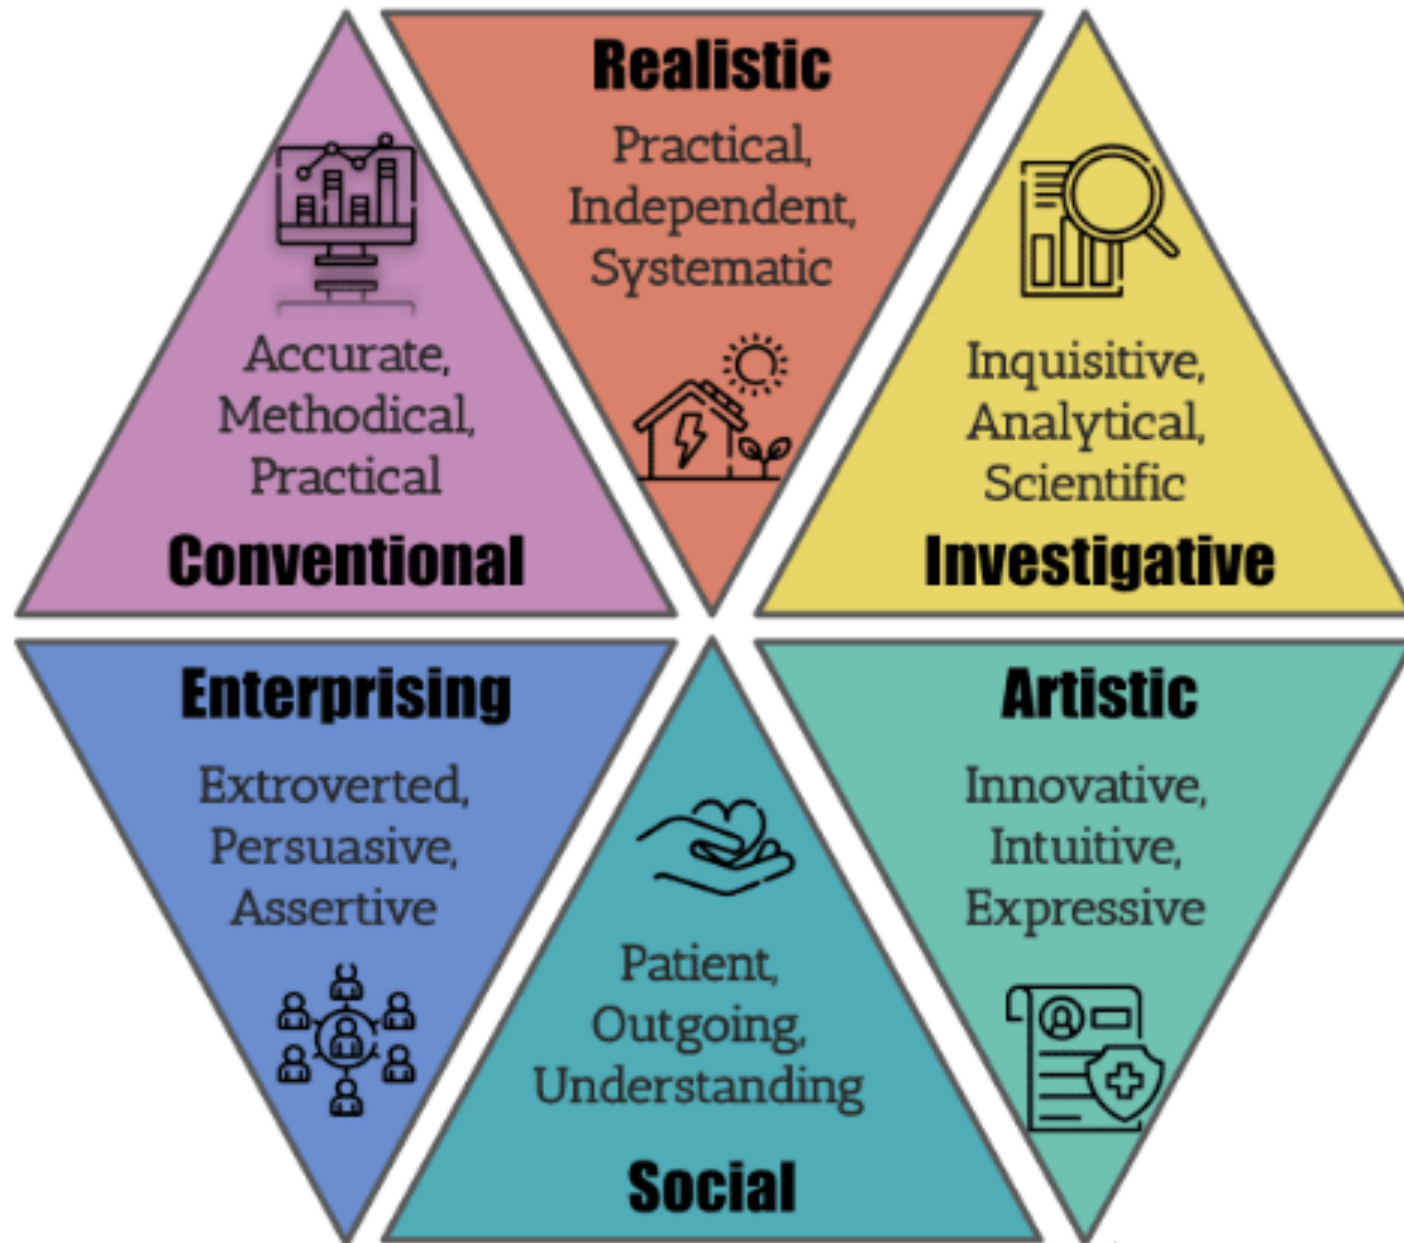 Realistic
Practical,
Independent,
Systematic
Accurate,
Methodical,
Practical
Conventional
Inquisitive,
Analytical,
Scientific
Investigative
Enterprising
Extroverted,
Persuasive,
Assertive
Patient,
Outgoing,
Understanding
Social
Artistic
Innovative,
Intuitive,
Expressive